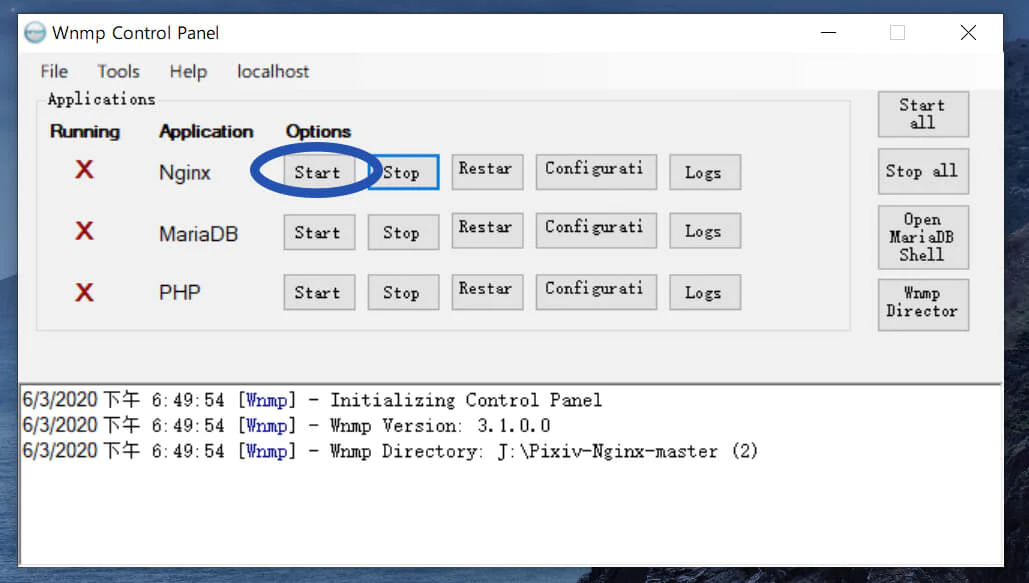 Wnmp Control Panel
File Tools Help localhost
Applications
Running Application Options
X Nginx Start Stop Restar Configurati Logs
X MariaDB Start Stop Restar Configurati Logs
X PHP Start Stop Restar Configurati Logs
Start
all
Stop all
Open
MariaDB
Shell
Wnmp
Director
6/3/2020 下午 6:49:54 [Wnmp] - Initializing Control Panel
6/3/2020 下午 6:49:54 [Wnmp] - Wnmp Version: 3.1.0.0
6/3/2020 下午 6:49:54 [Wnmp] - Wnmp Directory: J:\Pixiv-Nginx-master (2)